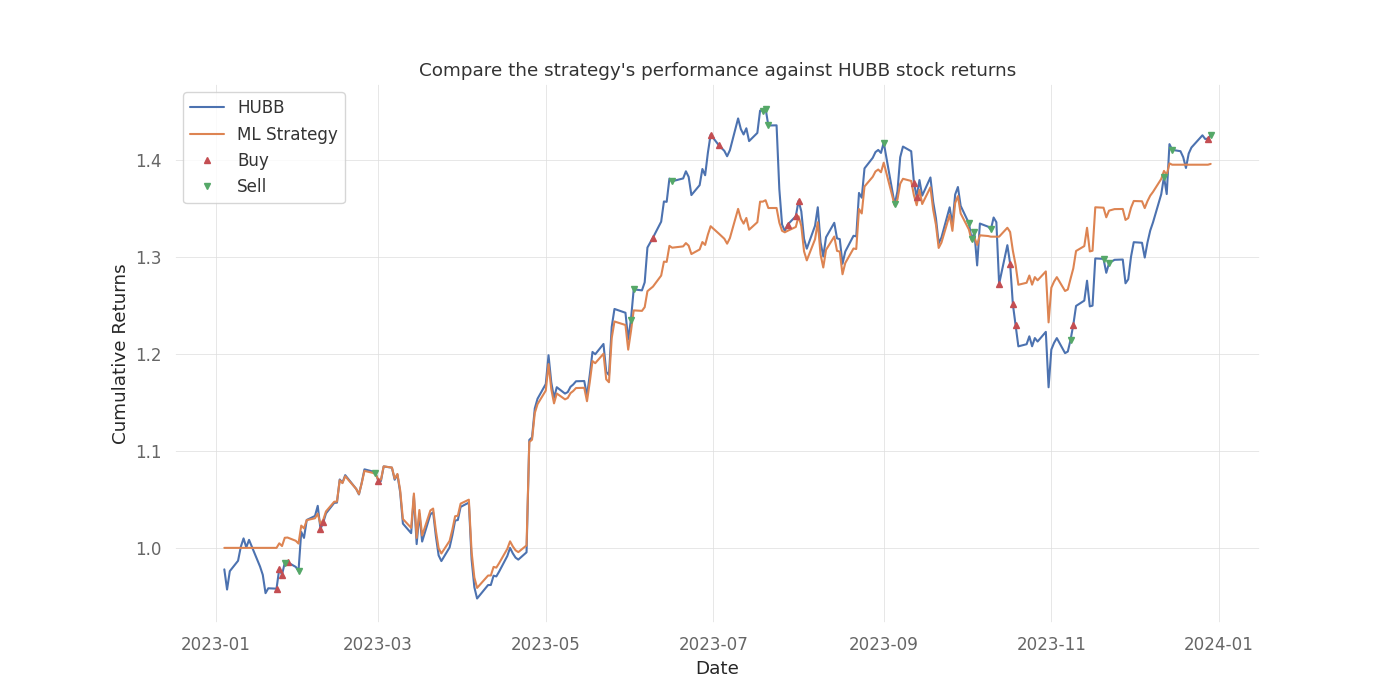 Compare the strategy's performance against HUBB stock returns
HUBB
ML Strategy
Buy
Sell
Cumulative Returns
1.4
1.3
1.2
1.1
1.0
2023-01
2023-03
2023-05
2023-07
2023-09
2023-11
2024-01
Date